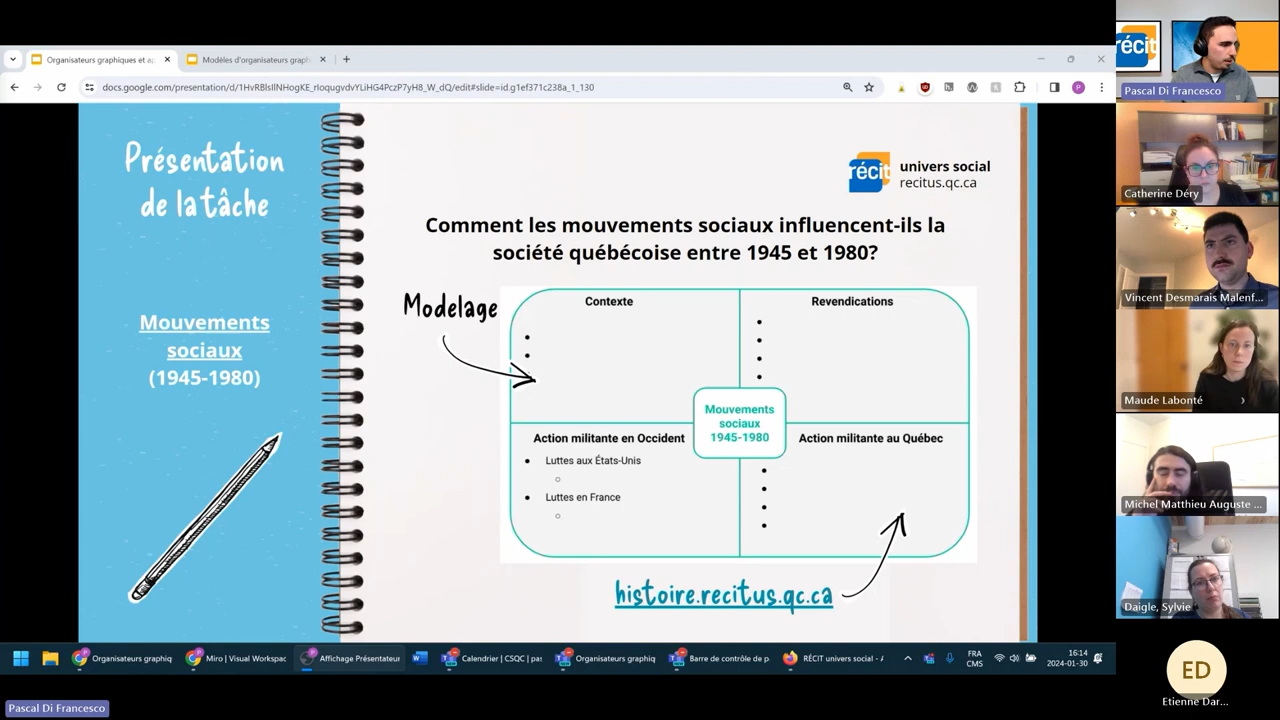 Organisateurs graphiques et ap
Modèles d'organisateurs graph
docs.google.com/presentation/d/1HvRBlsIlNHogKE_rIoqugvdvYLiHG4PczP7yH8_W_dQ/edit#slide=id.g1ef371c238a_1_130
Présentation
de la tâche
Mouvements
sociaux
(1945-1980)
récit
univers social
recitus.qc.ca
Comment les mouvements sociaux influencent-ils la
société québécoise entre 1945 et 1980?
Modelage
Contexte
Revendications
Mouvements
sociaux
1945-1980
Action militante en Occident
Luttes aux États-Unis
Luttes en France
Action militante au Québec
histoire.recitus.qc.ca
Organisateurs graphiq
Miro | Visual Workspac
Affichage Présentateur
Calendrier | CSQC | pas
Organisateurs graphiq
Barre de contrôle de p
RÉCIT univers social - A
FRA
CMS
16:14
2024-01-30
récit
Pascal Di Francesco
Catherine Déry
Vincent Desmarais Malenf...
Maude Labonté
Michel Matthieu Auguste ...
Daigle, Sylvie
ED
Etienne Dar...
Pascal Di Francesco